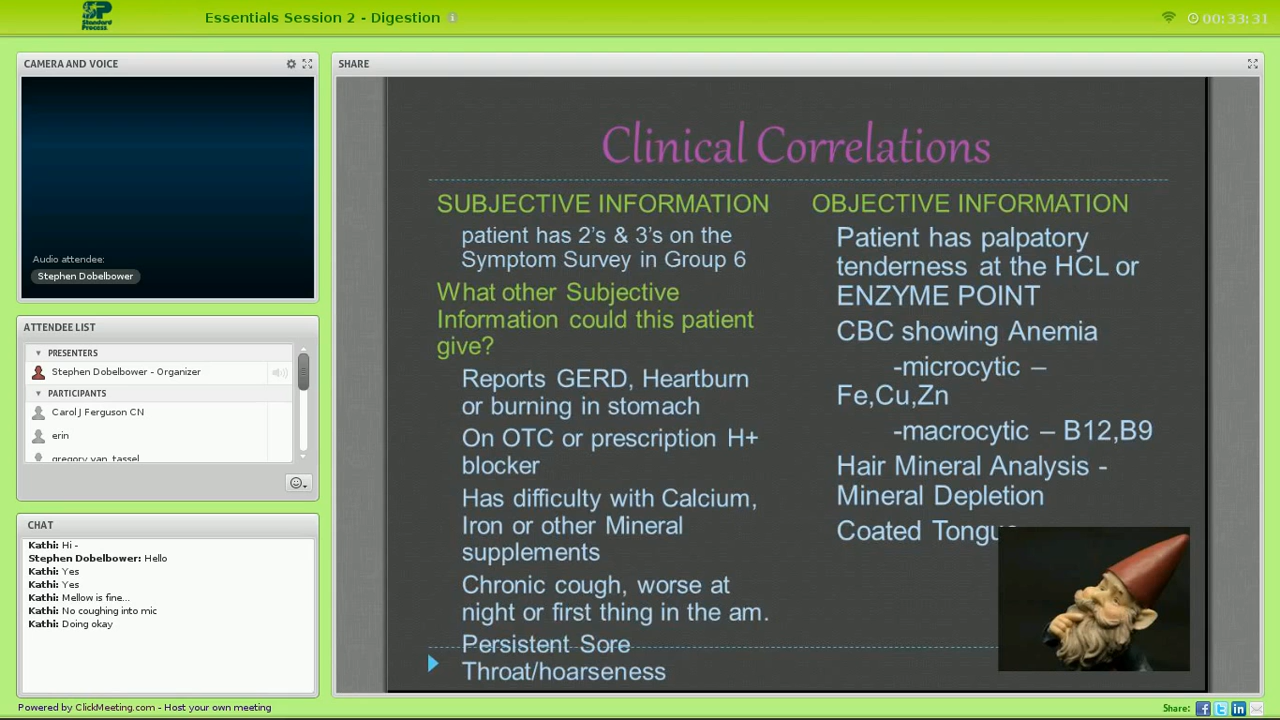 Standard Process
Essentials Session 2 - Digestion
00:33:31
CAMERA AND VOICE
Audio attendee:
Stephen Dobelbower
ATTENDEE LIST
PRESENTERS
Stephen Dobelbower - Organizer
PARTICIPANTS
Carol J Ferguson CN
erin
gregory van tassel
CHAT
Kathi: Hi -
Stephen Dobelbower: Hello
Kathi: Yes
Kathi: Yes
Kathi: Mellow is fine...
Kathi: No coughing into mic
Kathi: Doing okay
SHARE
Clinical Correlations
SUBJECTIVE INFORMATION
patient has 2's & 3's on the
Symptom Survey in Group 6
What other Subjective
Information could this patient
give?
Reports GERD, Heartburn
or burning in stomach
On OTC or prescription H+
blocker
Has difficulty with Calcium,
Iron or other Mineral
supplements
Chronic cough, worse at
night or first thing in the am.
Persistent Sore
Throat/hoarseness
OBJECTIVE INFORMATION
Patient has palpatory
tenderness at the HCL or
ENZYME POINT
CBC showing Anemia
-microcytic –
Fe,Cu,Zn
-macrocytic – B12,B9
Hair Mineral Analysis -
Mineral Depletion
Coated Tongue
Powered by ClickMeeting.com - Host your own meeting
Share: